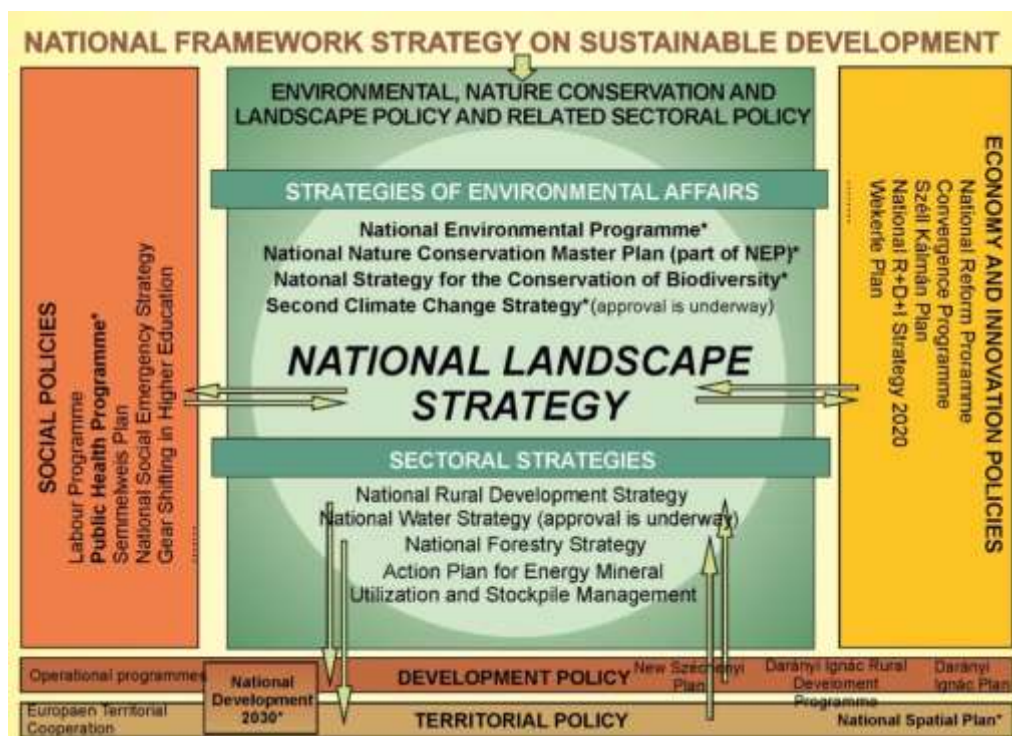 NATIONAL FRAMEWORK STRATEGY ON SUSTAINABLE DEVELOPMENT
ENVIRONMENTAL, NATURE CONSERVATION AND
LANDSCAPE POLICY AND RELATED SECTORAL POLICY
STRATEGIES OF ENVIRONMENTAL AFFAIRS
National Environmental Programme*
National Nature Conservation Master Plan (part of NEP)*
Natonal Strategy for the Conservation of Biodiversity*
Second Climate Change Strategy* (approval is underway)
NATIONAL LANDSCAPE
STRATEGY
SECTORAL STRATEGIES
National Rural Development Strategy
National Water Strategy (approval is underway)
National Forestry Strategy
Action Plan for Energy Mineral
Utilization and Stockpile Management
SOCIAL POLICIES
Labour Programme
Public Health Programme*
Semmelweis Plan
National Social Emergency Strategy
Gear Shifting in Higher Education
........
ECONOMY AND INNOVATION POLICIES
National Reform Proramme
Convergence Programme
Széll Kálmán Plan
National R+D+I Strategy 2020
Wekerle Plan
........
Operational programmes
National
Development
2030*
DEVELOPMENT POLICY
New Széchenyi
Plan
Darányi Ignác Rural
Develoment
Programme
Darányi
Ignác Plan
Europaen Territorial
Cooperation
TERRITORIAL POLICY
National Spatial Plan*